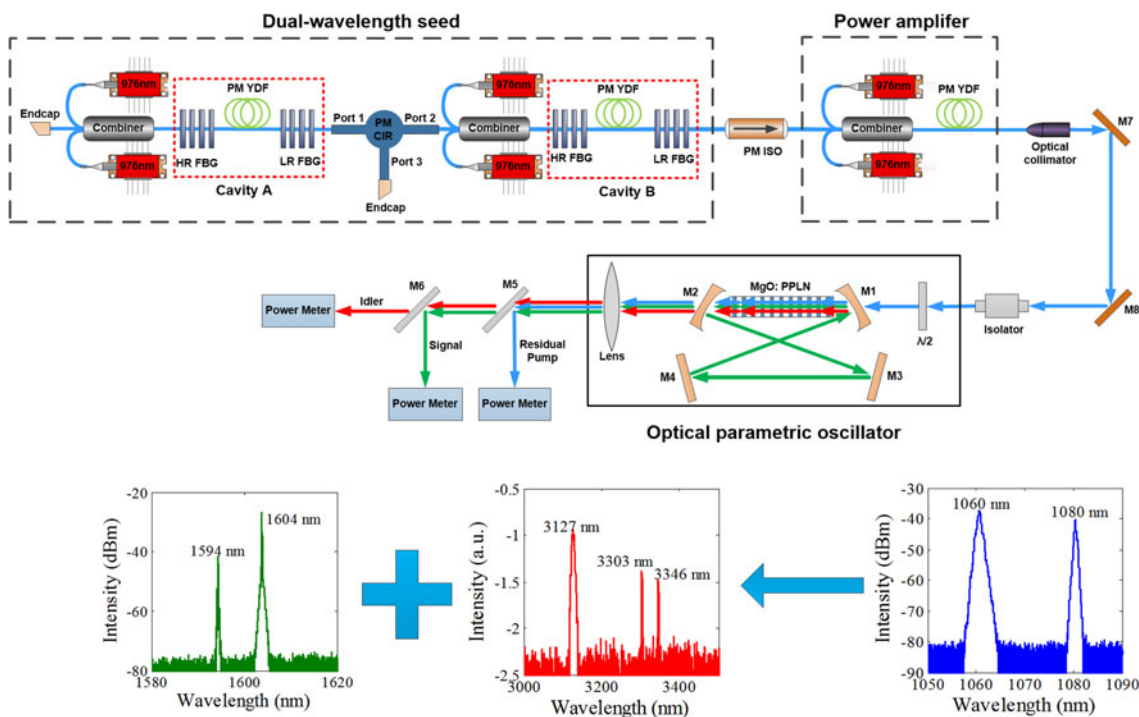 Dual-wavelength seed
Power amplifer
976nm
PM YDF
976nm
PM YDF
976nm
PM YDF
Endcap
Combiner
Port 1
PM
CIR
Port 2
Combiner
Combiner
M7
HR FBG
LR FBG
Port 3
HR FBG
LR FBG
PM ISO
Optical
collimator
976nm
976nm
976nm
Cavity A
Endcap
Cavity B
M6
M5
M2
MgO: PPLN
M1
Power Meter
Idler
Isolator
M8
λ/2
Signal
Residual
Pump
Lens
M4
M3
Power Meter
Power Meter
Optical parametric oscillator
Intensity (dBm)
-20
-40
-60
-80
1594 nm
1604 nm
1580
1600
1620
Wavelength (nm)
Intensity (a.u.)
-0.5
-1
-1.5
-2
-2.5
3127 nm
3303 nm
3346 nm
3000
3200
3400
Wavelength (nm)
Intensity (dBm)
-30
-40
-50
-60
-70
-80
-90
1060 nm
1080 nm
1050
1060
1070
1080
1090
Wavelength (nm)